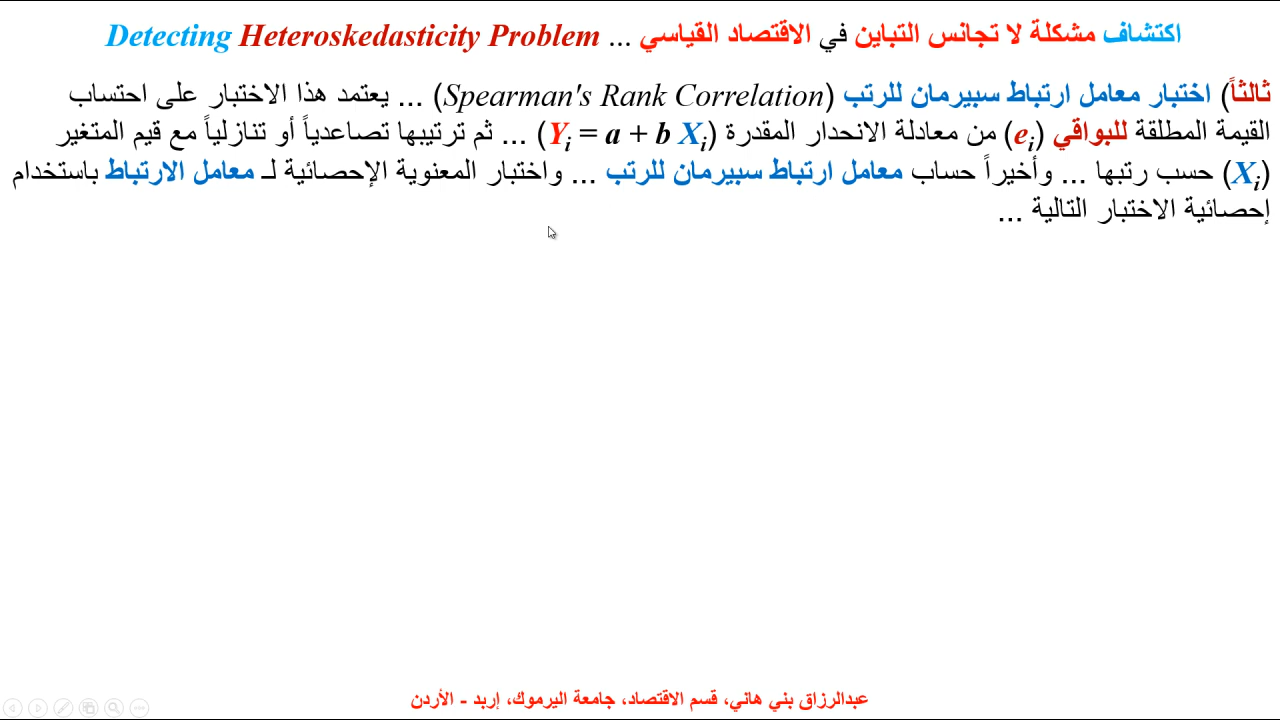 اكتشاف مشكلة لا تجانس التباين في الاقتصاد القياسي ... Detecting Heteroskedasticity Problem
ثالثاً) اختبار معامل ارتباط سبيرمان للرتب (Spearman's Rank Correlation) ... يعتمد هذا الاختبار على احتساب
القيمة المطلقة للبواقي (ei) من معادلة الانحدار المقدرة (Yi = a + b Xi) ... ثم ترتيبها تصاعدياً أو تنازلياً مع قيم المتغير
(Xi) حسب رتبها ... وأخيراً حساب معامل ارتباط سبيرمان للرتب ... واختبار المعنوية الإحصائية لـ معامل الارتباط باستخدام
إحصائية الاختبار التالية ...
عبدالرزاق بني هاني، قسم الاقتصاد، جامعة اليرموك، إربد - الأردن